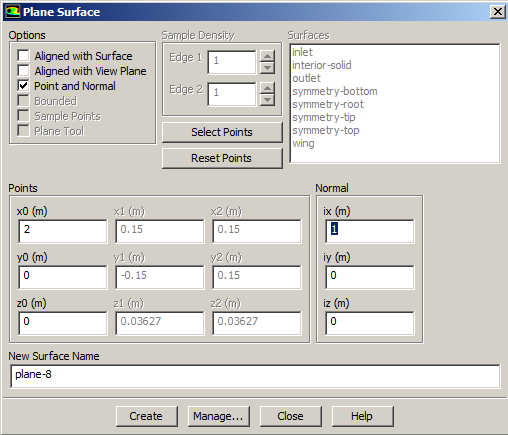 Plane Surface
Options
Aligned with Surface
Aligned with View Plane
Point and Normal
Bounded
Sample Points
Plane Tool
Sample Density
Edge 1 1
Edge 2 1
Select Points
Reset Points
Surfaces
inlet
interior-solid
outlet
symmetry-bottom
symmetry-root
symmetry-tip
symmetry-top
wing
Points
x0 (m) x1 (m) x2 (m)
2 0.15 0.15
y0 (m) y1 (m) y2 (m)
0 -0.15 0.15
z0 (m) z1 (m) z2 (m)
0 0.03627 0.03627
Normal
ix (m)
1
iy (m)
0
iz (m)
0
New Surface Name
plane-8
Create Manage... Close Help